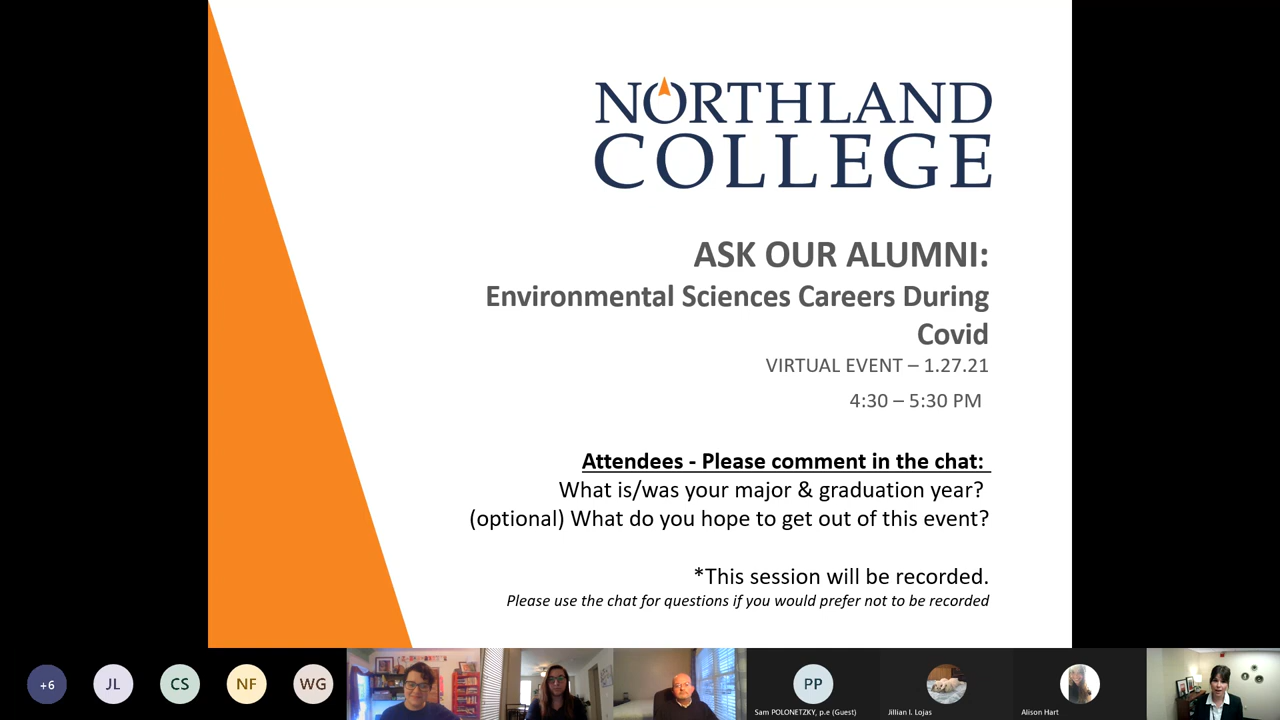 NORTHLAND
COLLEGE
ASK OUR ALUMNI:
Environmental Sciences Careers During
Covid
VIRTUAL EVENT – 1.27.21
4:30 – 5:30 PM
Attendees - Please comment in the chat:
What is/was your major & graduation year?
(optional) What do you hope to get out of this event?
*This session will be recorded.
Please use the chat for questions if you would prefer not to be recorded
+6
JL
CS
NF
WG
PP
Sam POLONETZKY, p.e (Guest)
Jillian I. Lojas
Alison Hart